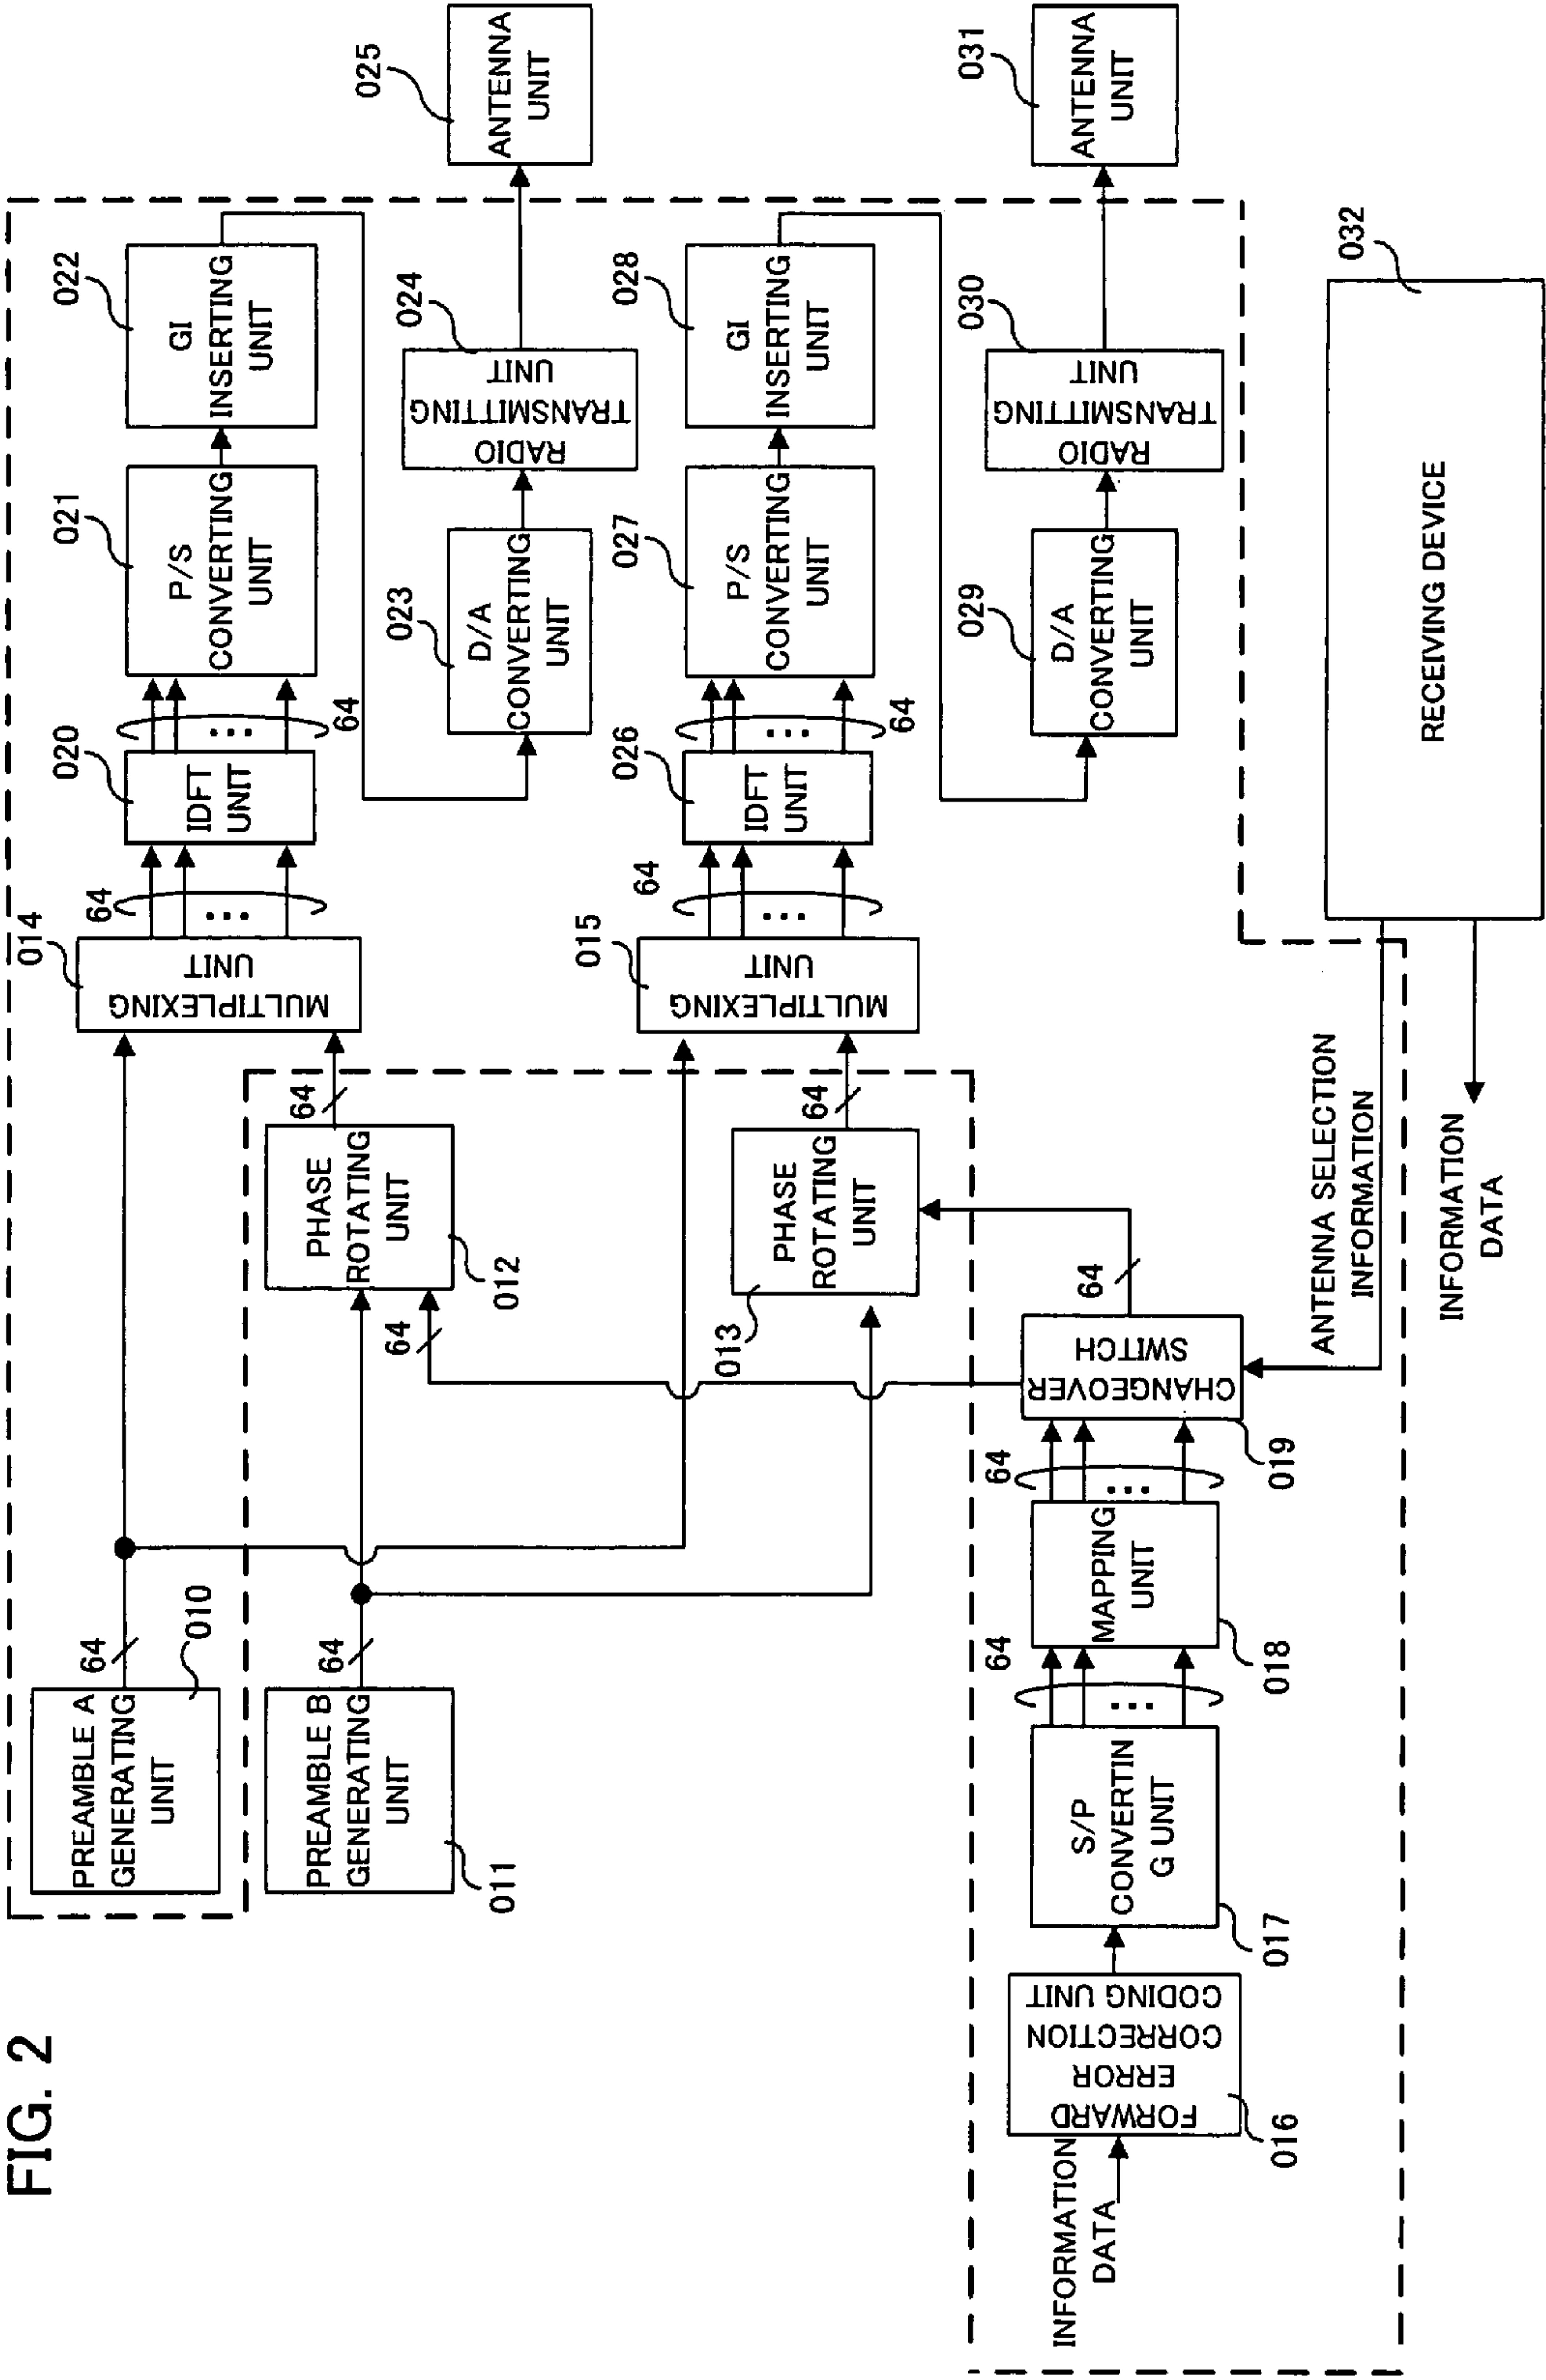 FIG. 2
PREAMBLE A
GENERATING
UNIT
010
64
PREAMBLE B
GENERATING
UNIT
011
64
PHASE
ROTATING
UNIT
012
64
64
PHASE
ROTATING
UNIT
013
64
64
MULTIPLEXING
UNIT
014
64
...
IDFT
UNIT
020
64
...
P/S
CONVERTING
UNIT
021
GI
INSERTING
UNIT
022
D/A
CONVERTING
UNIT
023
RADIO
TRANSMITTING
UNIT
024
ANTENNA
UNIT
025
MULTIPLEXING
UNIT
015
64
...
IDFT
UNIT
026
64
...
P/S
CONVERTING
UNIT
027
GI
INSERTING
UNIT
028
D/A
CONVERTING
UNIT
029
RADIO
TRANSMITTING
UNIT
030
ANTENNA
UNIT
031
INFORMATION
DATA
FORWARD
ERROR
CORRECTION
CODING UNIT
016
S/P
CONVERTIN
G UNIT
017
64
...
MAPPING
UNIT
018
64
...
CHANGEOVER
SWITCH
019
ANTENNA SELECTION
INFORMATION
INFORMATION
DATA
RECEIVING DEVICE
032